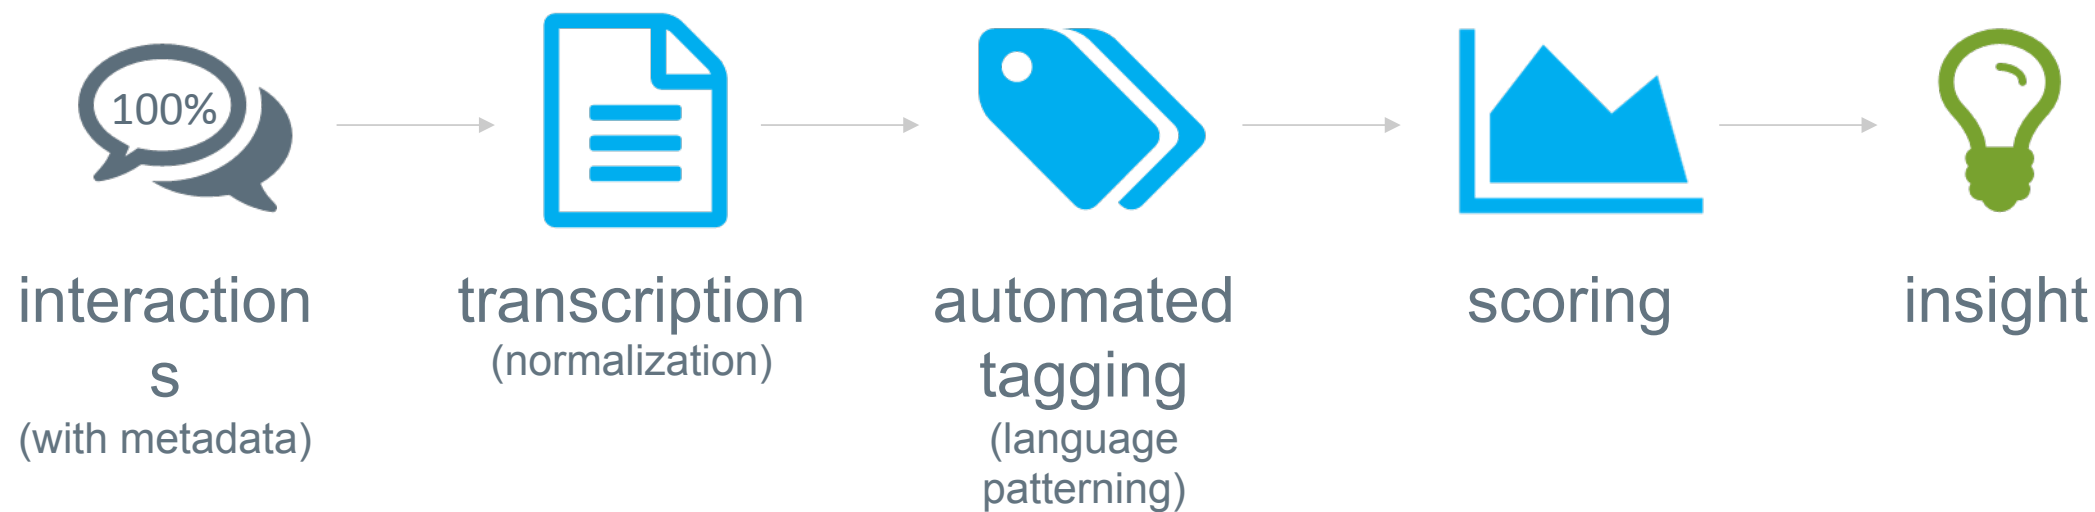 100%
interaction
s
(with metadata)
transcription
(normalization)
automated
tagging
(language
patterning)
scoring
insight